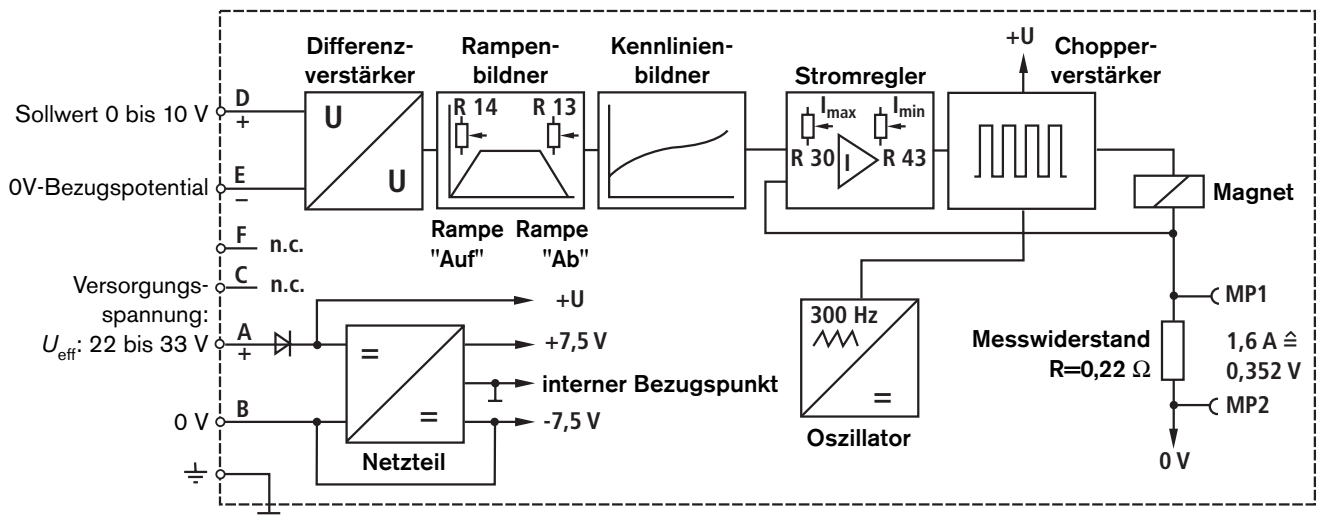 Differenz-
verstärker
Rampen-
bildner
Kennlinien-
bildner
Stromregler
+U
Chopper-
verstärker
Sollwert 0 bis 10 V
D
+
U
U
R 14
R 13
I max
I min
R 30
I
R 43
0V-Bezugspotential
E
–
Magnet
Rampe
"Auf"
Rampe
"Ab"
F
n.c.
C
n.c.
Versorgungs-
spannung:
Ueff: 22 bis 33 V
A
+
+U
=
=
+7,5 V
interner Bezugspunkt
-7,5 V
0 V
B
Netzteil
300 Hz
=
Oszillator
MP1
Messwiderstand
R=0,22 Ω
1,6 A ≙
0,352 V
MP2
0 V